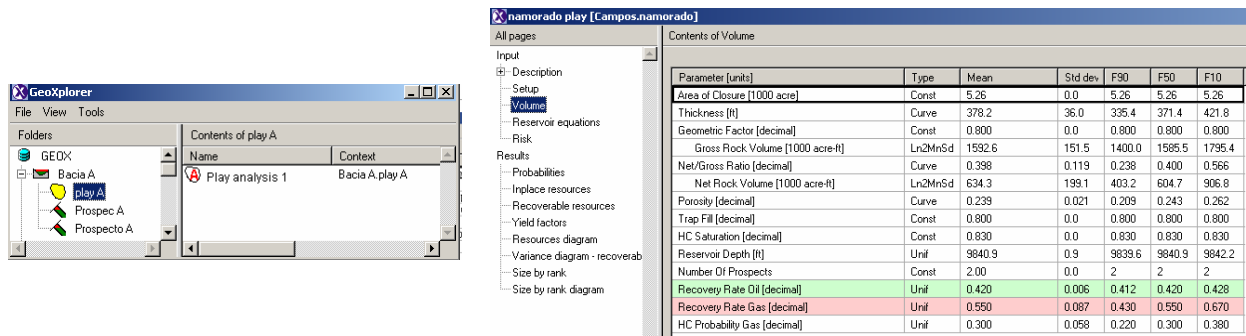 GeoXplorer
File View Tools
Folders Contents of play A
Name Context
GEOX
Bacia A
play A
Prospec A
Prospecto A
Play analysis 1 Bacia A.play A
namorado play [Campos.namorado]
All pages Contents of Volume
Input
Description
Setup
Volume
Reservoir equations
Risk
Results
Probabilities
Inplace resources
Recoverable resources
Yield factors
Resources diagram
Variance diagram - recoverab
Size by rank
Size by rank diagram
Parameter [units] Type Mean Std dev F90 F50 F10
Area of Closure [1000 acre] Const 5.26 0.0 5.26 5.26 5.26
Thickness [ft] Curve 378.2 36.0 335.4 371.4 421.8
Geometric Factor [decimal] Const 0.800 0.0 0.800 0.800 0.800
Gross Rock Volume [1000 acre-ft] Ln2MnSd 1592.6 151.5 1400.0 1585.5 1795.4
Net/Gross Ratio [decimal] Curve 0.398 0.119 0.238 0.400 0.566
Net Rock Volume [1000 acre-ft] Ln2MnSd 634.3 199.1 403.2 604.7 906.8
Porosity [decimal] Curve 0.239 0.021 0.209 0.243 0.262
Trap Fill [decimal] Const 0.800 0.0 0.800 0.800 0.800
HC Saturation [decimal] Const 0.830 0.0 0.830 0.830 0.830
Reservoir Depth [ft] Unif 9840.9 0.9 9839.6 9840.9 9842.2
Number Of Prospects Const 2.00 0.0 2 2 2
Recovery Rate Oil [decimal] Unif 0.420 0.006 0.412 0.420 0.428
Recovery Rate Gas [decimal] Unif 0.550 0.087 0.430 0.550 0.670
HC Probability Gas [decimal] Unif 0.300 0.058 0.220 0.300 0.380